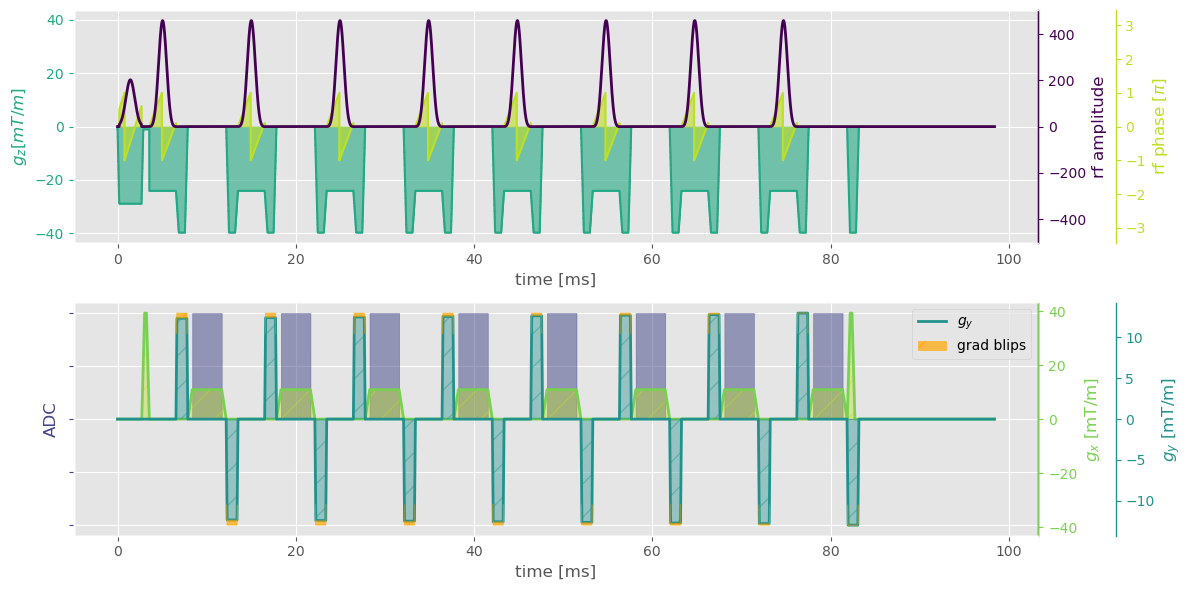 40
20
0
−20
−40
g_z[mT/m]
0 20 40 60 80 100
time [ms]
400
200
0
−200
−400
rf amplitude
3
2
1
0
−1
−2
−3
rf phase [π]
ADC
0 20 40 60 80 100
time [ms]
g_y
grad blips
40
20
0
−20
−40
g_x [mT/m]
10
5
0
−5
−10
g_y [mT/m]